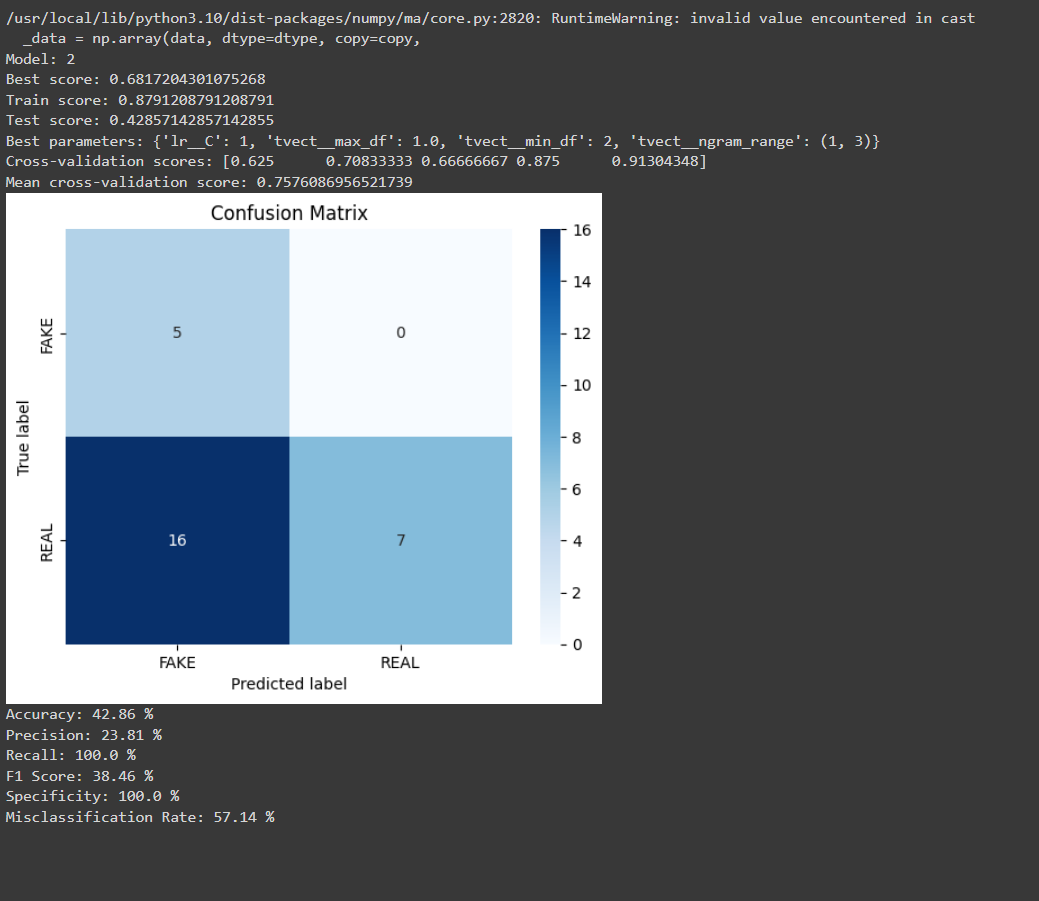 /usr/local/lib/python3.10/dist-packages/numpy/ma/core.py:2820: RuntimeWarning: invalid value encountered in cast
  _data = np.array(data, dtype=dtype, copy=copy,
Model: 2
Best score: 0.6817204301075268
Train score: 0.8791208791208791
Test score: 0.42857142857142855
Best parameters: {'lr__C': 1, 'tvect__max_df': 1.0, 'tvect__min_df': 2, 'tvect__ngram_range': (1, 3)}
Cross-validation scores: [0.625      0.70833333 0.66666667 0.875      0.91304348]
Mean cross-validation score: 0.7576086956521739
Confusion Matrix
FAKE
5
0
REAL
16
7
True label
FAKE
REAL
Predicted label
16
14
12
10
8
6
4
2
0
Accuracy: 42.86 %
Precision: 23.81 %
Recall: 100.0 %
F1 Score: 38.46 %
Specificity: 100.0 %
Misclassification Rate: 57.14 %